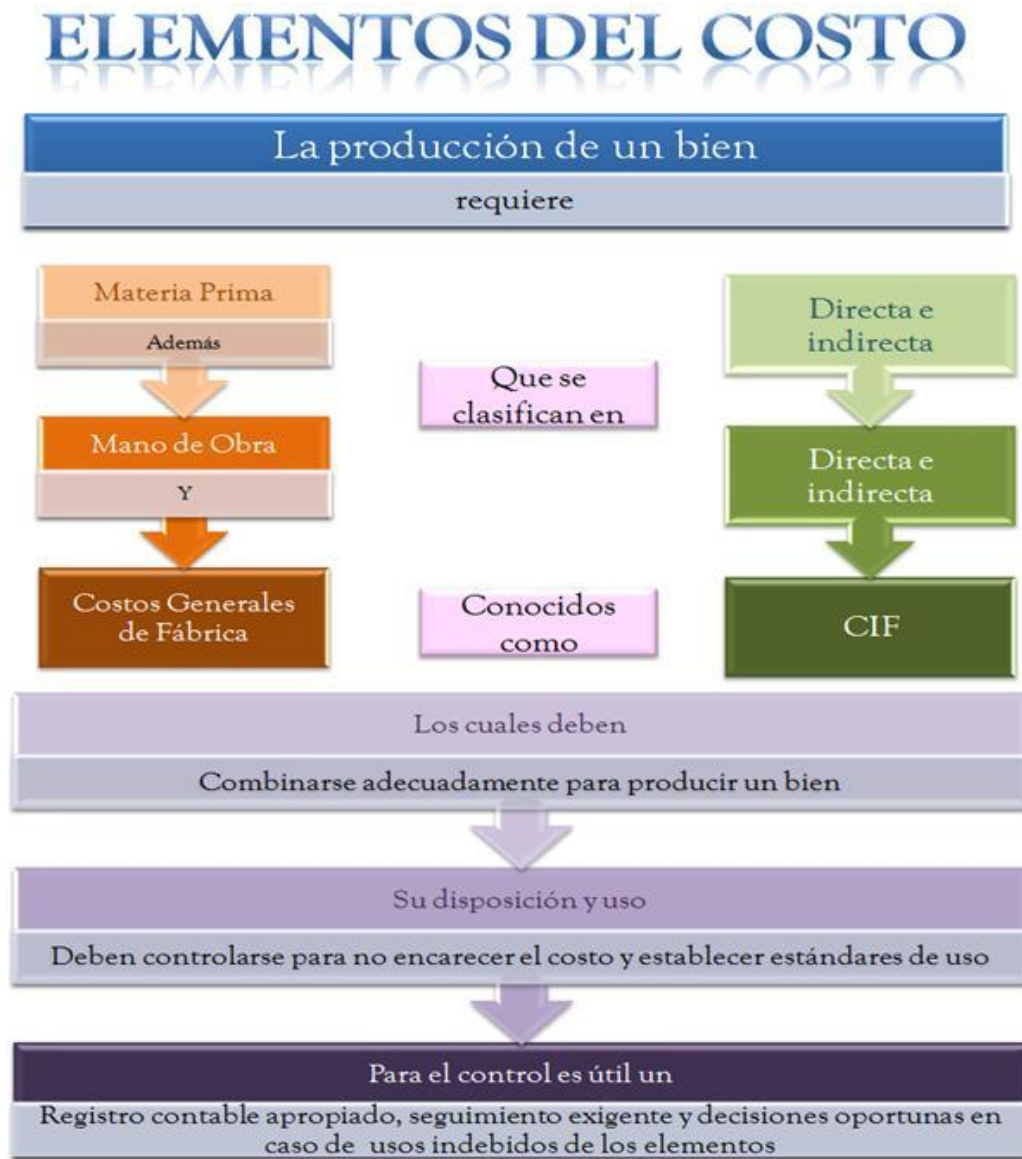 ELEMENTOS DEL COSTO
La producción de un bien
requiere
Materia Prima
Además
Mano de Obra
Y
Costos Generales
de Fábrica
Que se
clasifican en
Conocidos
como
Directa e
indirecta
Directa e
indirecta
CIF
Los cuales deben
Combinarse adecuadamente para producir un bien
Su disposición y uso
Deben controlarse para no encarecer el costo y establecer estándares de uso
Para el control es útil un
Registro contable apropiado, seguimiento exigente y decisiones oportunas en
caso de usos indebidos de los elementos